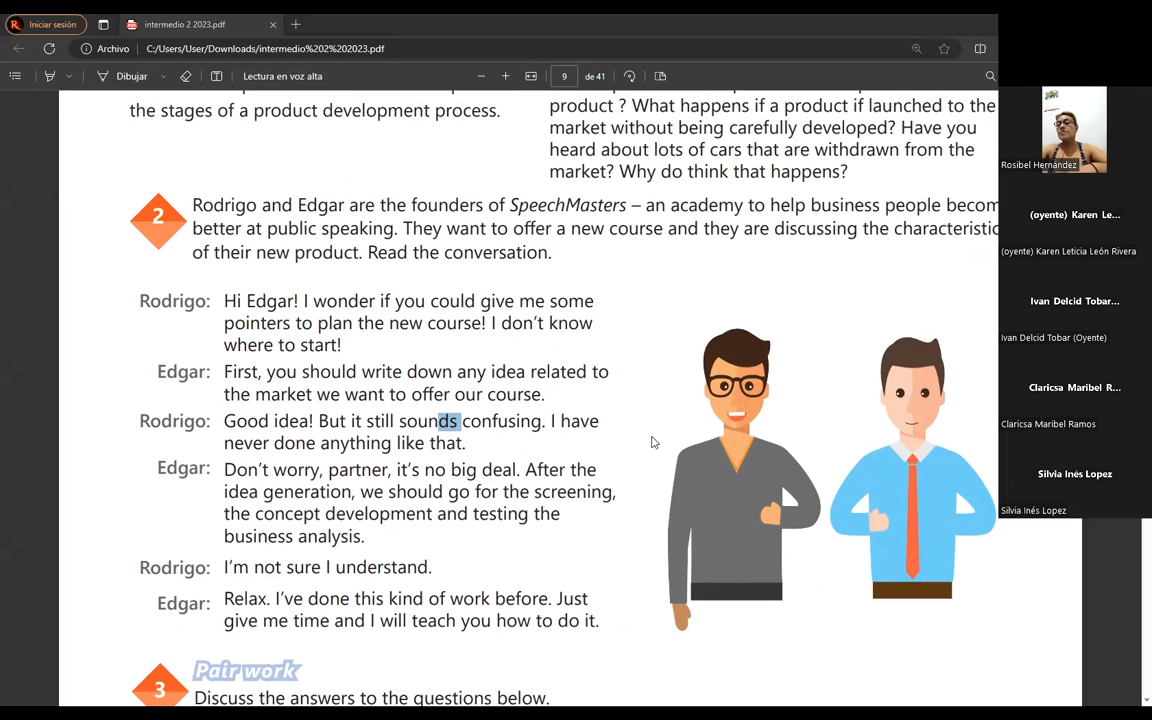 Iniciar sesión
intermedio 2 2023.pdf
Archivo
C:/Users/User/Downloads/intermedio%202%202023.pdf
Dibujar
Lectura en voz alta
9
de 41
the stages of a product development process.
product ? What happens if a product if launched to the
market without being carefully developed? Have you
heard about lots of cars that are withdrawn from the
market? Why do think that happens?
2
Rodrigo and Edgar are the founders of SpeechMasters – an academy to help business people becom
better at public speaking. They want to offer a new course and they are discussing the characteristic
of their new product. Read the conversation.
Rodrigo: Hi Edgar! I wonder if you could give me some
pointers to plan the new course! I don't know
where to start!
Edgar: First, you should write down any idea related to
the market we want to offer our course.
Rodrigo: Good idea! But it still sounds confusing. I have
never done anything like that.
Edgar: Don't worry, partner, it's no big deal. After the
idea generation, we should go for the screening,
the concept development and testing the
business analysis.
Rodrigo: I'm not sure I understand.
Edgar: Relax. I've done this kind of work before. Just
give me time and I will teach you how to do it.
3
Pair work
Discuss the answers to the questions below.
Rosibel Hernández
(oyente) Karen Le...
(oyente) Karen Leticia León Rivera
Ivan Delcid Tobar...
Ivan Delcid Tobar (Oyente)
Claricsa Maribel R...
Claricsa Maribel Ramos
Silvia Inés Lopez
Silvia Inés Lopez